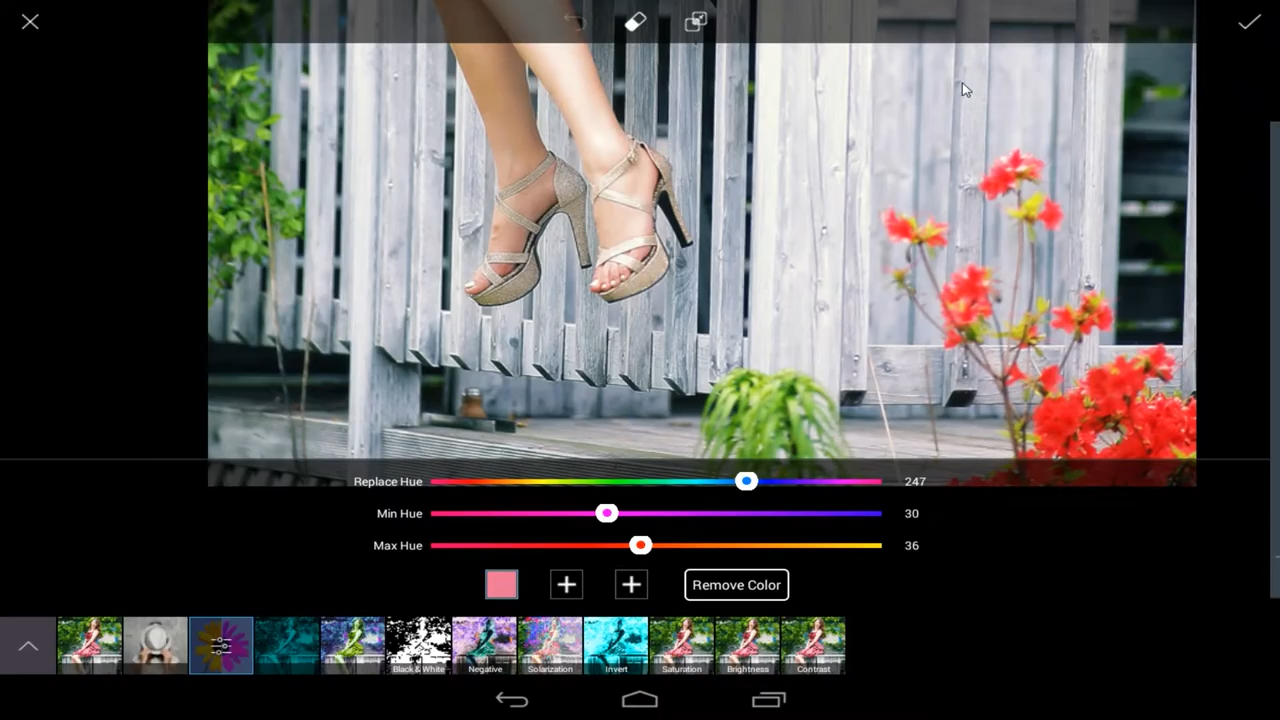 Replace Hue 247
Min Hue 30
Max Hue 36
Remove Color
Black & White Negative Solarization Invert Saturation Brightness Contrast